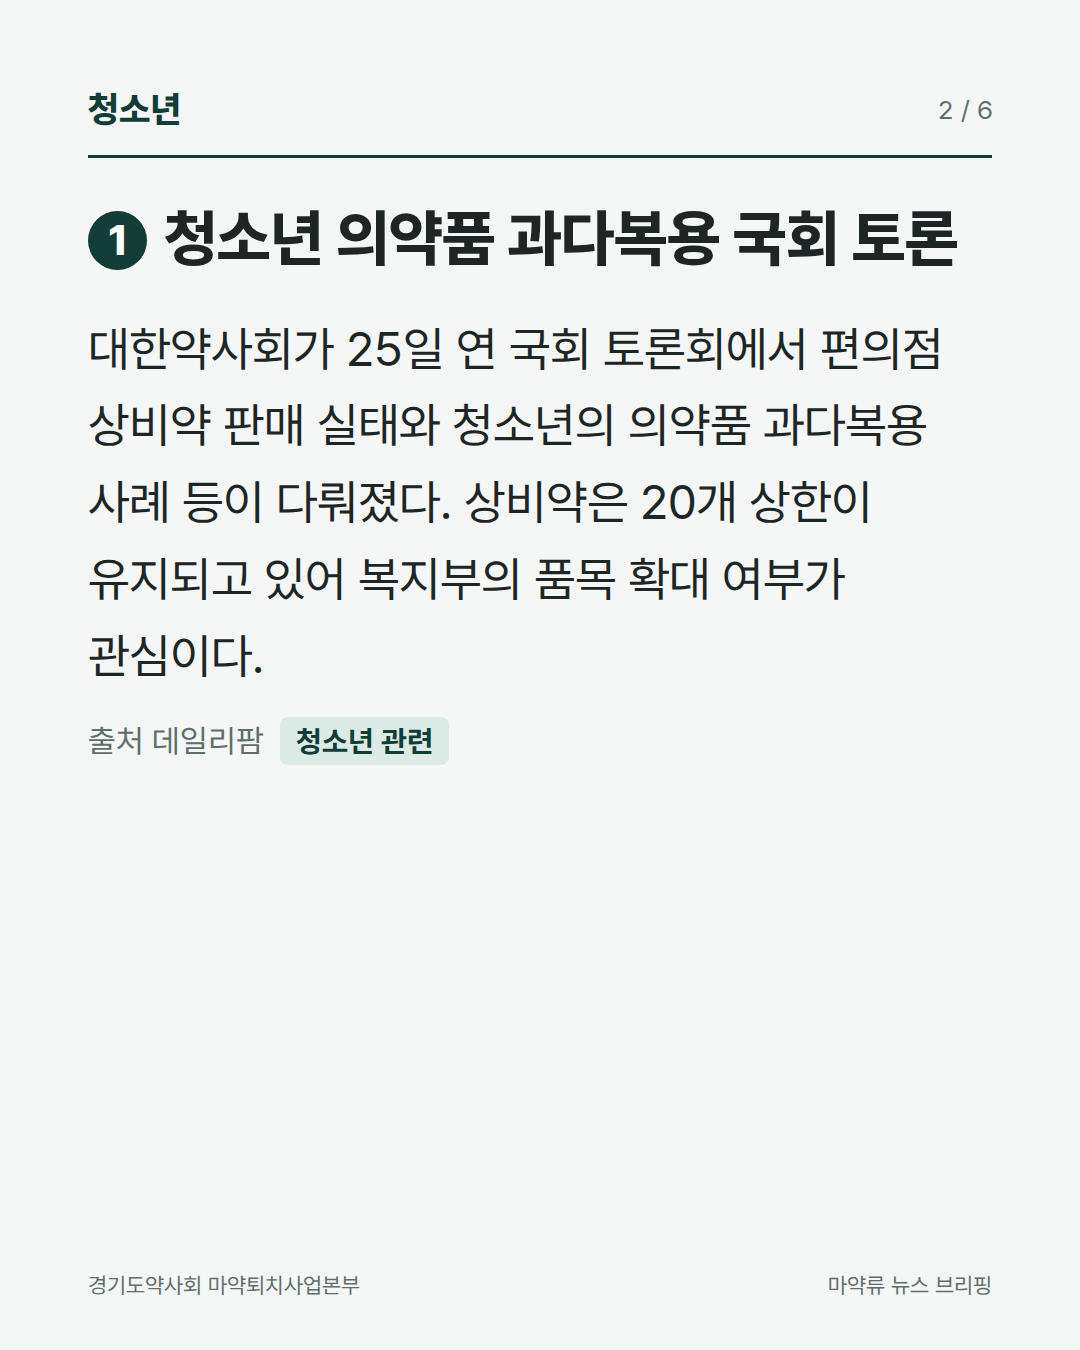 청소년
2 / 6
1 청소년 의약품 과다복용 국회 토론
대한약사회가 25일 연 국회 토론회에서 편의점
상비약 판매 실태와 청소년의 의약품 과다복용
사례 등이 다뤄졌다. 상비약은 20개 상한이
유지되고 있어 복지부의 품목 확대 여부가
관심이다.
출처 데일리팜 청소년 관련
경기도약사회 마약퇴치사업본부
마약류 뉴스 브리핑